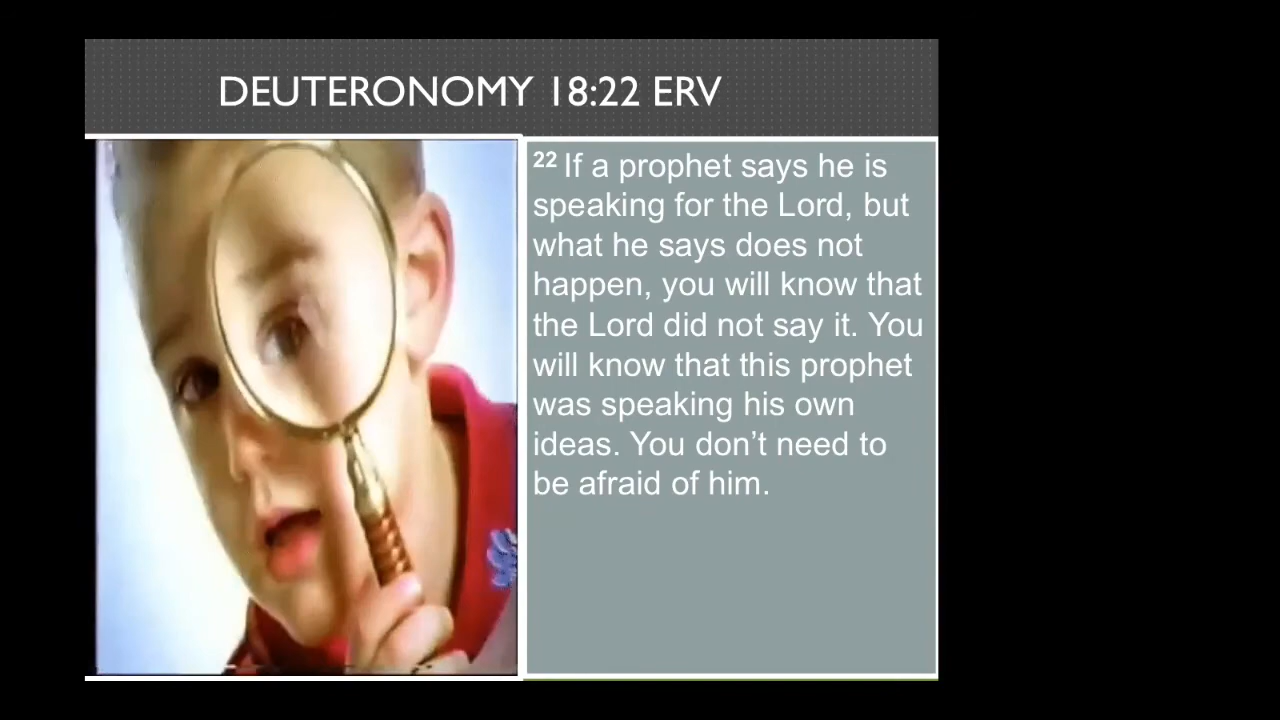 DEUTERONOMY 18:22 ERV
22 If a prophet says he is
speaking for the Lord, but
what he says does not
happen, you will know that
the Lord did not say it. You
will know that this prophet
was speaking his own
ideas. You don’t need to
be afraid of him.